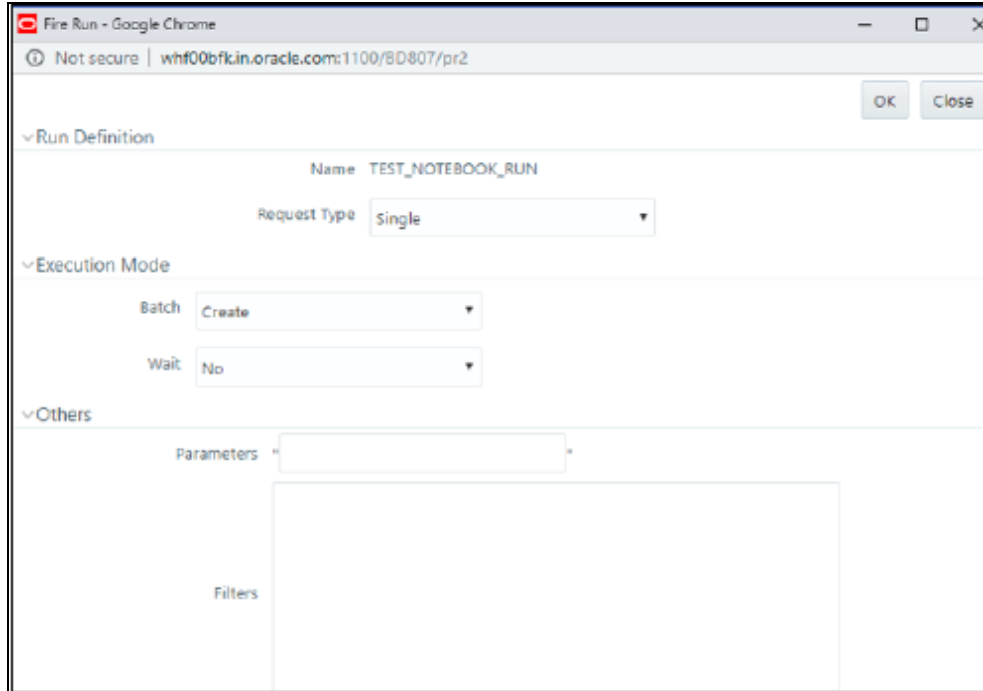 Fire Run - Google Chrome
Not secure | whf00bfk.in.oracle.com:1100/BD807/pr2
OK Close
Run Definition
Name TEST_NOTEBOOK_RUN
Request Type Single
Execution Mode
Batch Create
Wait No
Others
Parameters " "
Filters